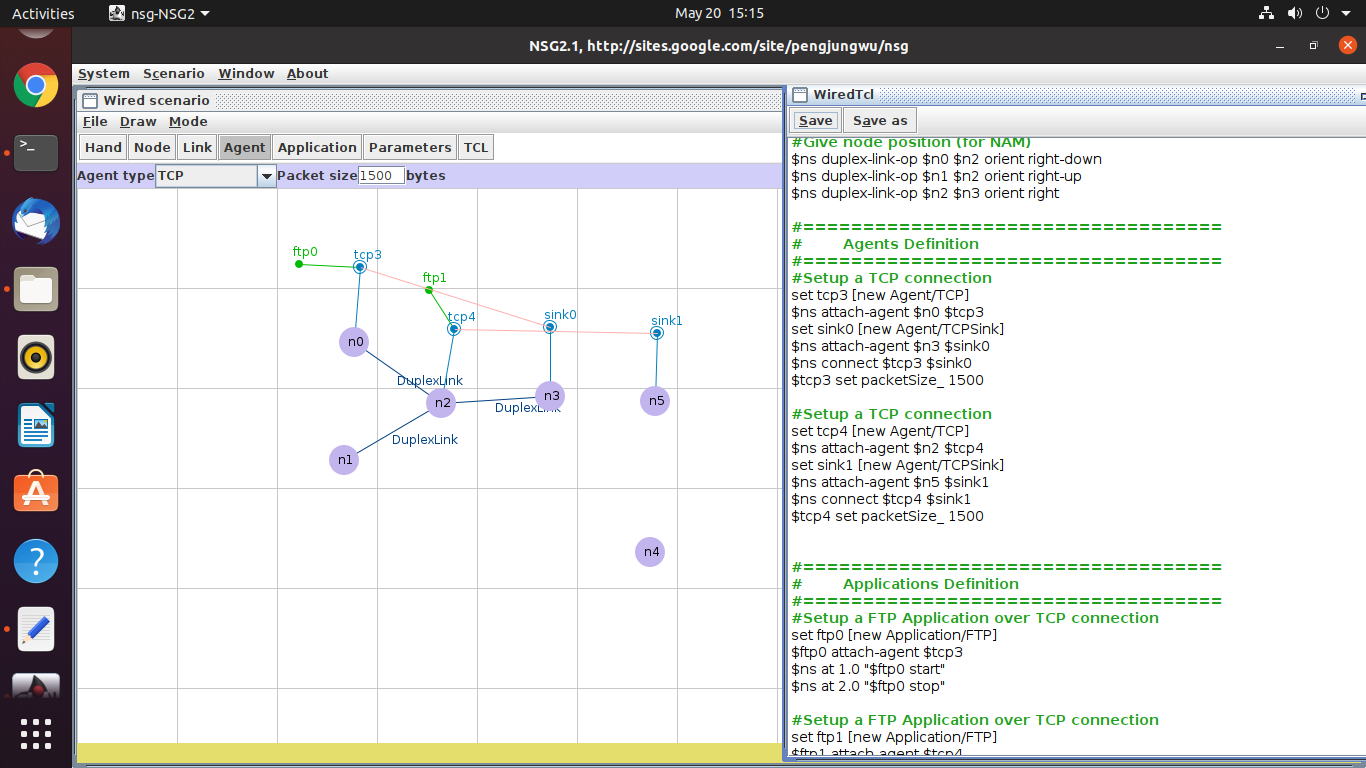 Activities nsg-NSG2 May 20 15:15
NSG2.1, http://sites.google.com/site/pengjungwu/nsg
System Scenario Window About
Wired scenario
File Draw Mode
Hand Node Link Agent Application Parameters TCL
Agent type TCP Packet size 1500 bytes
ftp0
tcp3
ftp1
tcp4
sink0
sink1
n0
DuplexLink
n2
n3
DuplexLink
n5
DuplexLink
n1
n4
WiredTcl
Save Save as
#Give node position (for NAM)
$ns duplex-link-op $n0 $n2 orient right-down
$ns duplex-link-op $n1 $n2 orient right-up
$ns duplex-link-op $n2 $n3 orient right
#===================================
# Agents Definition
#===================================
#Setup a TCP connection
set tcp3 [new Agent/TCP]
$ns attach-agent $n0 $tcp3
set sink0 [new Agent/TCPSink]
$ns attach-agent $n3 $sink0
$ns connect $tcp3 $sink0
$tcp3 set packetSize_ 1500
#Setup a TCP connection
set tcp4 [new Agent/TCP]
$ns attach-agent $n2 $tcp4
set sink1 [new Agent/TCPSink]
$ns attach-agent $n5 $sink1
$ns connect $tcp4 $sink1
$tcp4 set packetSize_ 1500
#===================================
# Applications Definition
#===================================
#Setup a FTP Application over TCP connection
set ftp0 [new Application/FTP]
$ftp0 attach-agent $tcp3
$ns at 1.0 "$ftp0 start"
$ns at 2.0 "$ftp0 stop"
#Setup a FTP Application over TCP connection
set ftp1 [new Application/FTP]
$ftp1 attach-agent $tcp4